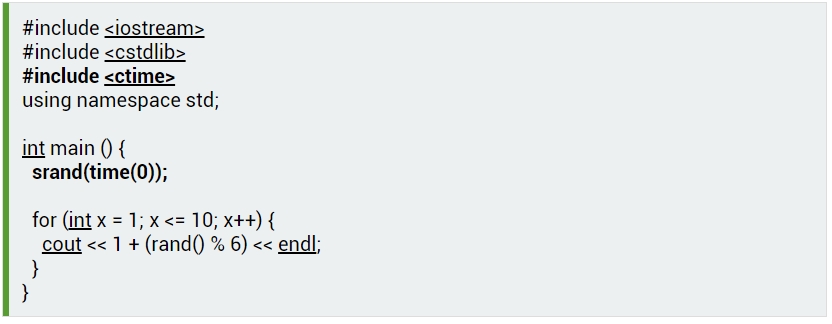 #include <iostream>
#include <cstdlib>
#include <ctime>
using namespace std;
int main () {
srand(time(0));
for (int x = 1; x <= 10; x++) {
cout << 1 + (rand() % 6) << endl;
}
}